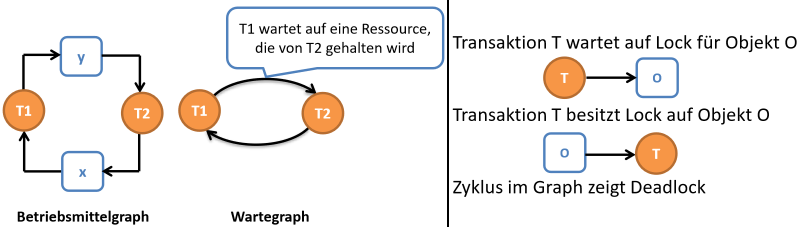 T1 wartet auf eine Ressource,
die von T2 gehalten wird
y
T1
T2
x
T1
T2
Betriebsmittelgraph
Wartegraph
Transaktion T wartet auf Lock für Objekt O
T
O
Transaktion T besitzt Lock auf Objekt O
O
T
Zyklus im Graph zeigt Deadlock